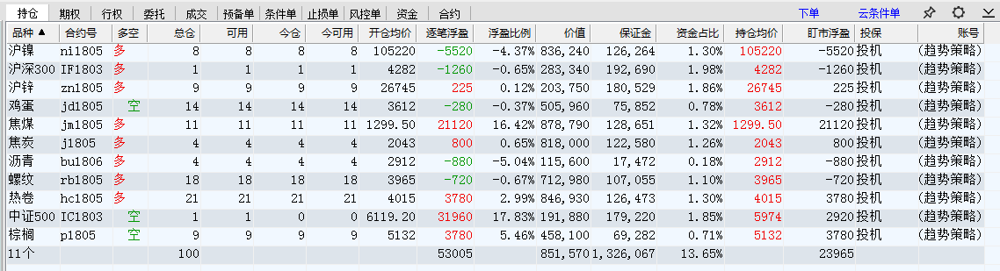 持仓 期权 行权 委托 成交 预备单 条件单 止损单 风控单 资金 合约 下单 云条件单
品种▲ 合约号 多空 总仓 可用 今仓 今可用 开仓均价 逐笔浮盈 浮盈比例 价值 保证金 资金占比 持仓均价 盯市浮盈 投保 账号
沪镍 ni1805 多 8 8 8 8 105220 -5520 -4.37% 836,240 126,264 1.30% 105220 -5520 投机 (趋势策略)
沪深300 IF1803 多 1 1 1 1 4282 -1260 -0.65% 283,340 192,690 1.98% 4282 -1260 投机 (趋势策略)
沪锌 zn1805 多 9 9 9 9 26745 225 0.12% 203,750 180,529 1.86% 26745 225 投机 (趋势策略)
鸡蛋 jd1805 空 14 14 14 14 3612 -280 -0.37% 505,960 75,852 0.78% 3612 -280 投机 (趋势策略)
焦煤 jm1805 多 11 11 11 11 1299.50 21120 16.42% 878,790 128,651 1.32% 1299.50 21120 投机 (趋势策略)
焦炭 j1805 多 4 4 4 4 2043 800 0.65% 818,000 122,580 1.26% 2043 800 投机 (趋势策略)
沥青 bu1806 多 4 4 4 4 2912 -880 -5.04% 115,600 17,472 0.18% 2912 -880 投机 (趋势策略)
螺纹 rb1805 多 18 18 18 18 3965 -720 -0.67% 712,980 107,055 1.10% 3965 -720 投机 (趋势策略)
热卷 hc1805 多 21 21 21 21 4015 3780 2.99% 846,930 126,473 1.30% 4015 3780 投机 (趋势策略)
中证500 IC1803 空 1 1 0 0 6119.20 31960 17.83% 191,880 179,220 1.85% 5974 2920 投机 (趋势策略)
棕榈 p1805 空 9 9 9 9 5132 3780 5.46% 458,100 69,282 0.71% 5132 3780 投机 (趋势策略)
11个 100 53005 851,570 1,326,067 13.65% 23965